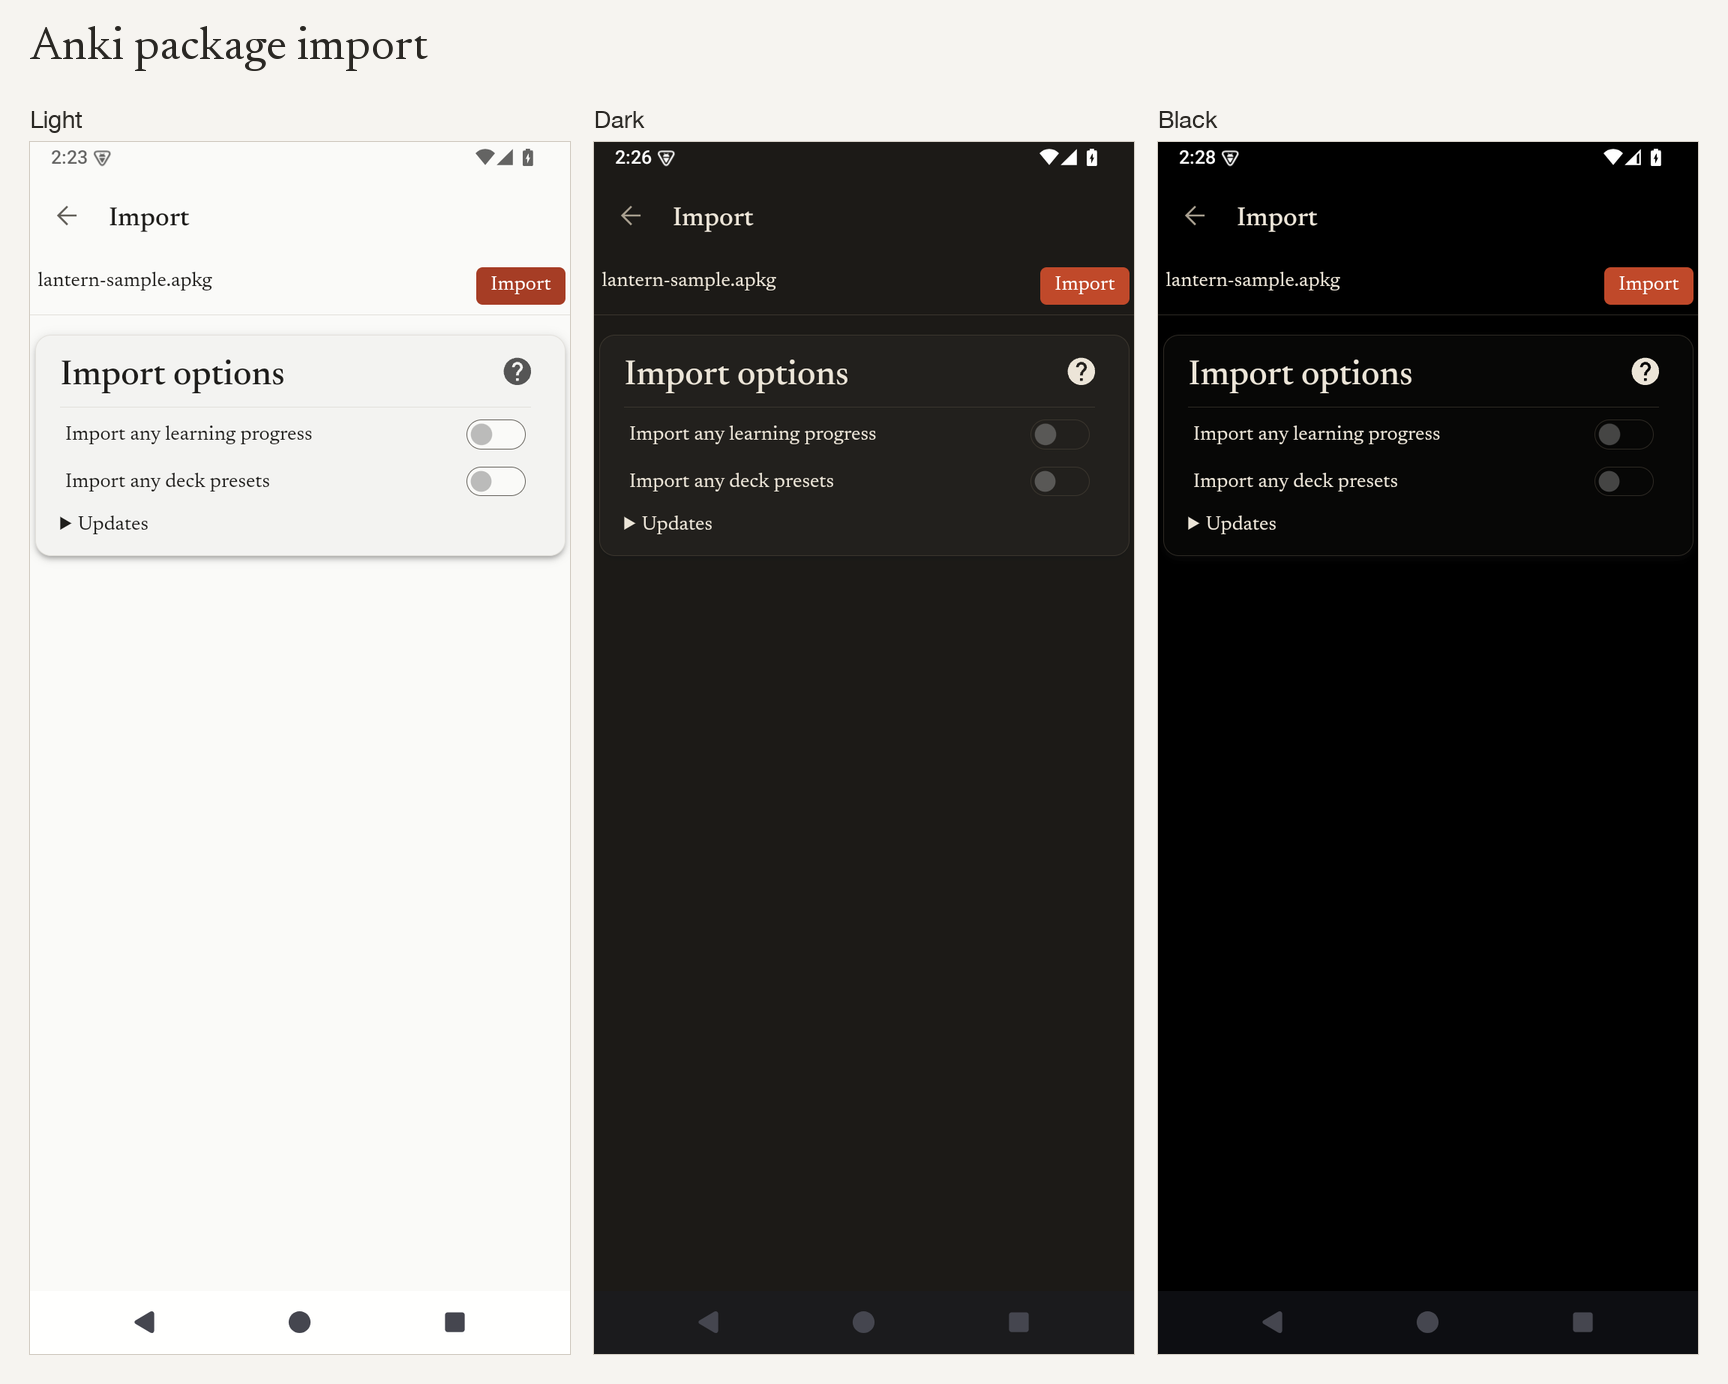 Anki package import
Light
2:23
Import
lantern-sample.apkg
Import
Import options
?
Import any learning progress
Import any deck presets
Updates
Dark
2:26
Import
lantern-sample.apkg
Import
Import options
?
Import any learning progress
Import any deck presets
Updates
Black
2:28
Import
lantern-sample.apkg
Import
Import options
?
Import any learning progress
Import any deck presets
Updates